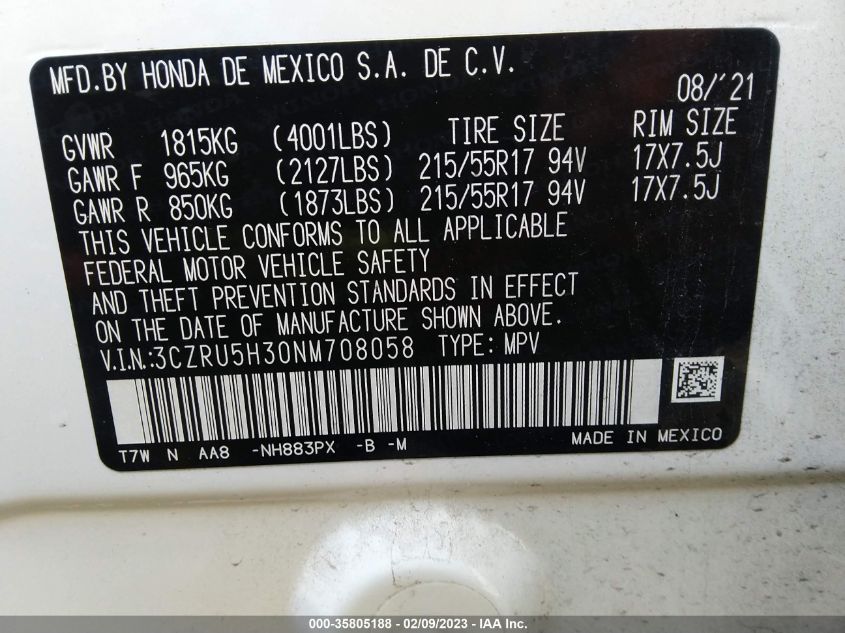 MFD.BY HONDA DE MEXICO S.A. DE C.V.
08/'21
GVWR 1815KG (4001LBS) TIRE SIZE RIM SIZE
GAWR F 965KG (2127LBS) 215/55R17 94V 17X7.5J
GAWR R 850KG (1873LBS) 215/55R17 94V 17X7.5J
THIS VEHICLE CONFORMS TO ALL APPLICABLE
FEDERAL MOTOR VEHICLE SAFETY
AND THEFT PREVENTION STANDARDS IN EFFECT
ON THE DATE OF MANUFACTURE SHOWN ABOVE.
V.I.N.:3CZRU5H30NM708058 TYPE: MPV
T7W N AA8 -NH883PX -B -M MADE IN MEXICO
000-35805188 - 02/09/2023 - IAA Inc.